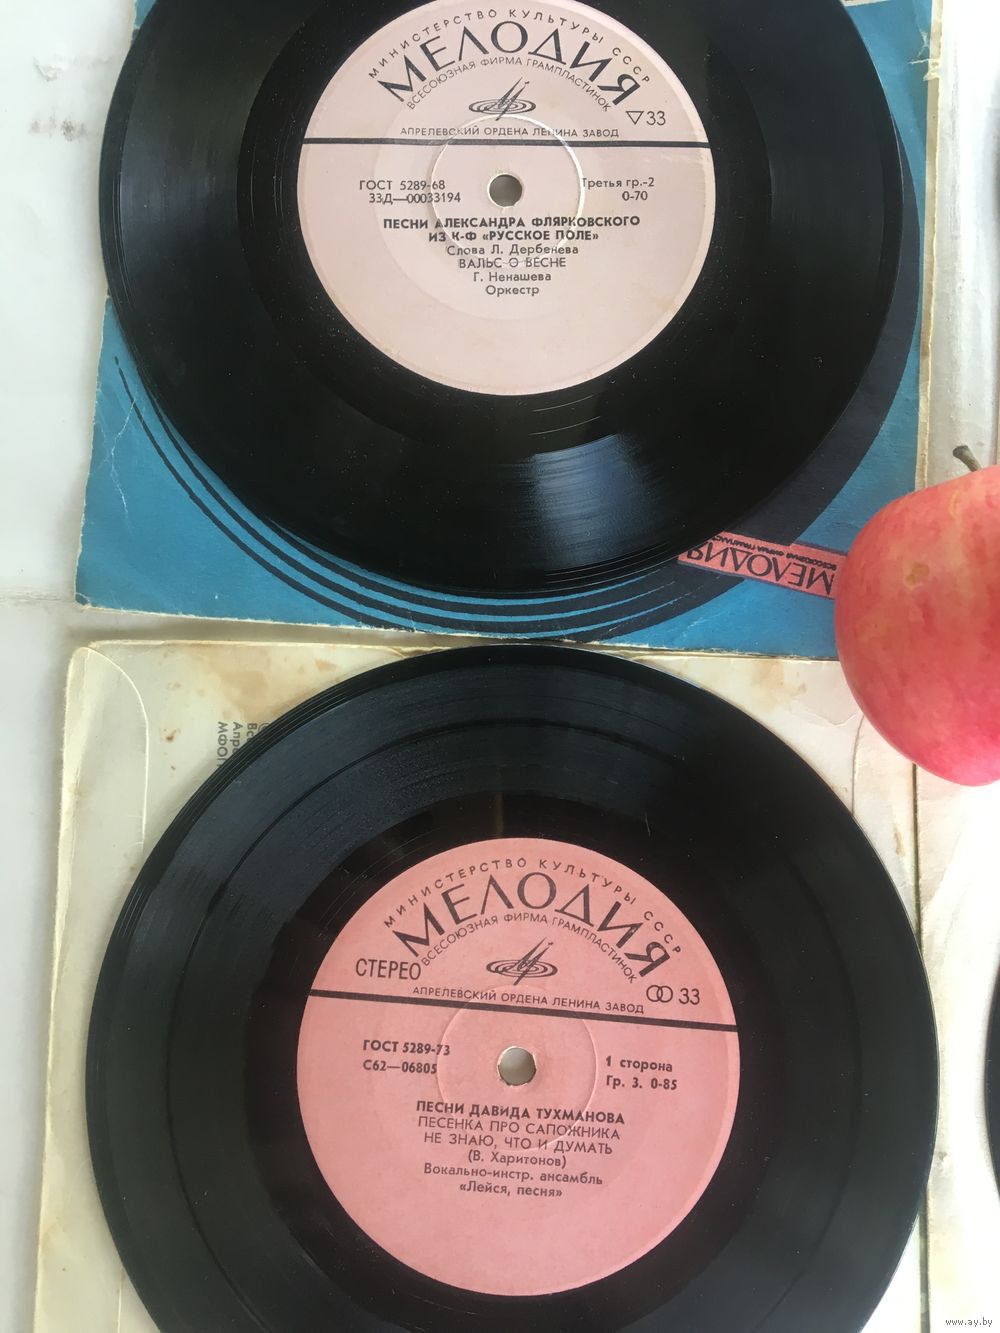 МИНИСТЕРСТВО КУЛЬТУРЫ СССР
МЕЛОДИЯ
ВСЕСОЮЗНАЯ ФИРМА ГРАМПЛАСТИНОК
33
АПРЕЛЕВСКИЙ ОРДЕНА ЛЕНИНА ЗАВОД
ГОСТ 5289-68
Третья гр.-2
33Д—00033194
0-70
ПЕСНИ АЛЕКСАНДРА ФЛЯРКОВСКОГО
ИЗ К-Ф «РУССКОЕ ПОЛЕ»
Слова Л. Дербенева
ВАЛЬС О ВЕСНЕ
Г. Ненашева
Оркестр
МЕЛОДИЯ
МИНИСТЕРСТВО КУЛЬТУРЫ СССР
МЕЛОДИЯ
ВСЕСОЮЗНАЯ ФИРМА ГРАМПЛАСТИНОК
СТЕРЕО
33
АПРЕЛЕВСКИЙ ОРДЕНА ЛЕНИНА ЗАВОД
ГОСТ 5289-73
1 сторона
С62—06805
Гр. 3. 0-85
ПЕСНИ ДАВИДА ТУХМАНОВА
ПЕСЕНКА ПРО САПОЖНИКА
НЕ ЗНАЮ, ЧТО И ДУМАТЬ
(В. Харитонов)
Вокально-инстр. ансамбль
«Лейся, песня»
www.ay.by